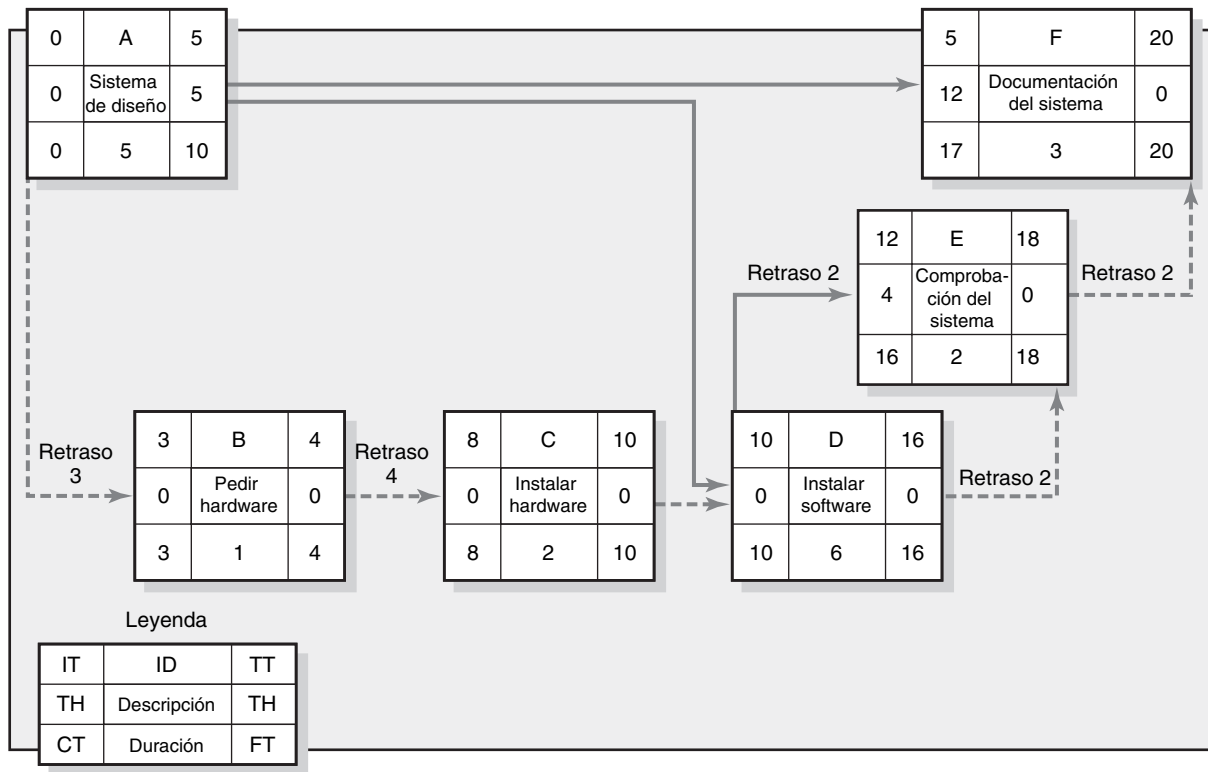 0 A 5
0 Sistema de diseño 5
0 5 10
5 F 20
12 Documentación del sistema 0
17 3 20
12 E 18
4 Comproba-
ción del
sistema 0
16 2 18
Retraso 2
Retraso 2
Retraso
3
3 B 4
0 Pedir hardware 0
3 1 4
Retraso
4
8 C 10
0 Instalar hardware 0
8 2 10
10 D 16
0 Instalar software 0
10 6 16
Retraso 2
Leyenda
IT ID TT
TH Descripción TH
CT Duración FT